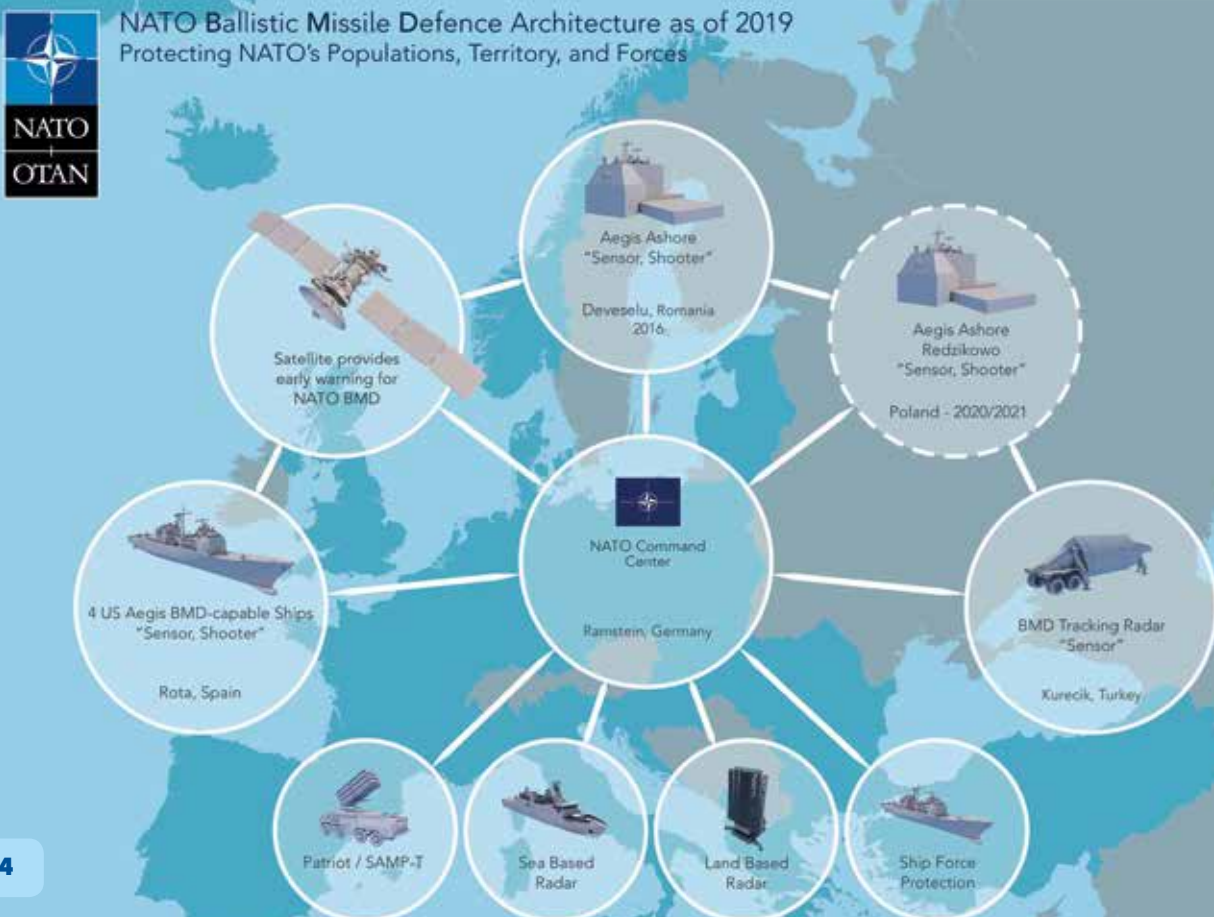 NATO Ballistic Missile Defence Architecture as of 2019
Protecting NATO's Populations, Territory, and Forces
NATO
OTAN
Aegis Ashore
"Sensor, Shooter"
Deveselu, Romania
2016
Aegis Ashore
Redzikowo
"Sensor, Shooter"
Poland - 2020/2021
Satellite provides
early warning for
NATO BMD
NATO Command
Center
Ramstein, Germany
4 US Aegis BMD-capable Ships
"Sensor, Shooter"
Rota, Spain
BMD Tracking Radar
"Sensor"
Kurecik, Turkey
Patriot / SAMP-T
Sea Based
Radar
Land Based
Radar
Ship Force
Protection
4